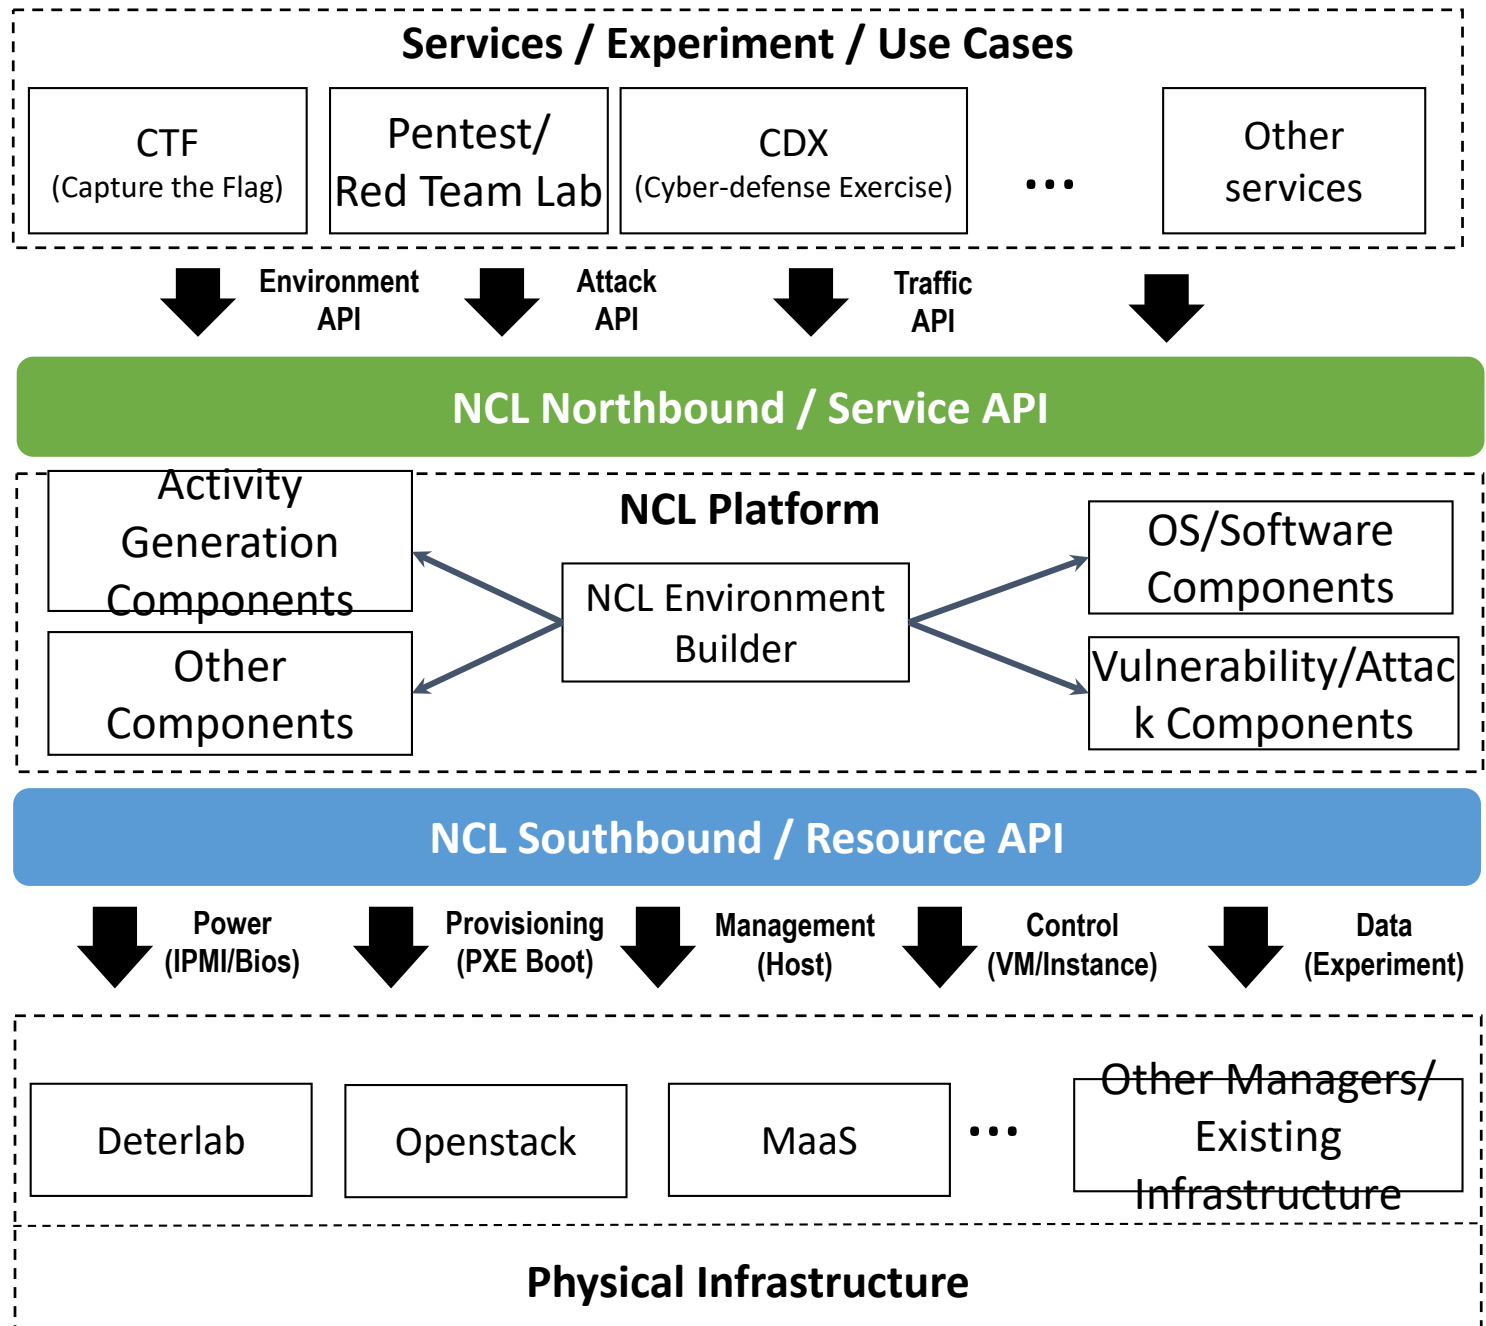 Services / Experiment / Use Cases
CTF
(Capture the Flag)
Pentest/
Red Team Lab
CDX
(Cyber-defense Exercise)
...
Other
services
Environment
API
Attack
API
Traffic
API
NCL Northbound / Service API
NCL Platform
Activity
Generation
Components
Other
Components
NCL Environment
Builder
OS/Software
Components
Vulnerability/Attac
k Components
NCL Southbound / Resource API
Power
(IPMI/Bios)
Provisioning
(PXE Boot)
Management
(Host)
Control
(VM/Instance)
Data
(Experiment)
Deterlab
Openstack
MaaS
...
Other Managers/
Existing
Infrastructure
Physical Infrastructure